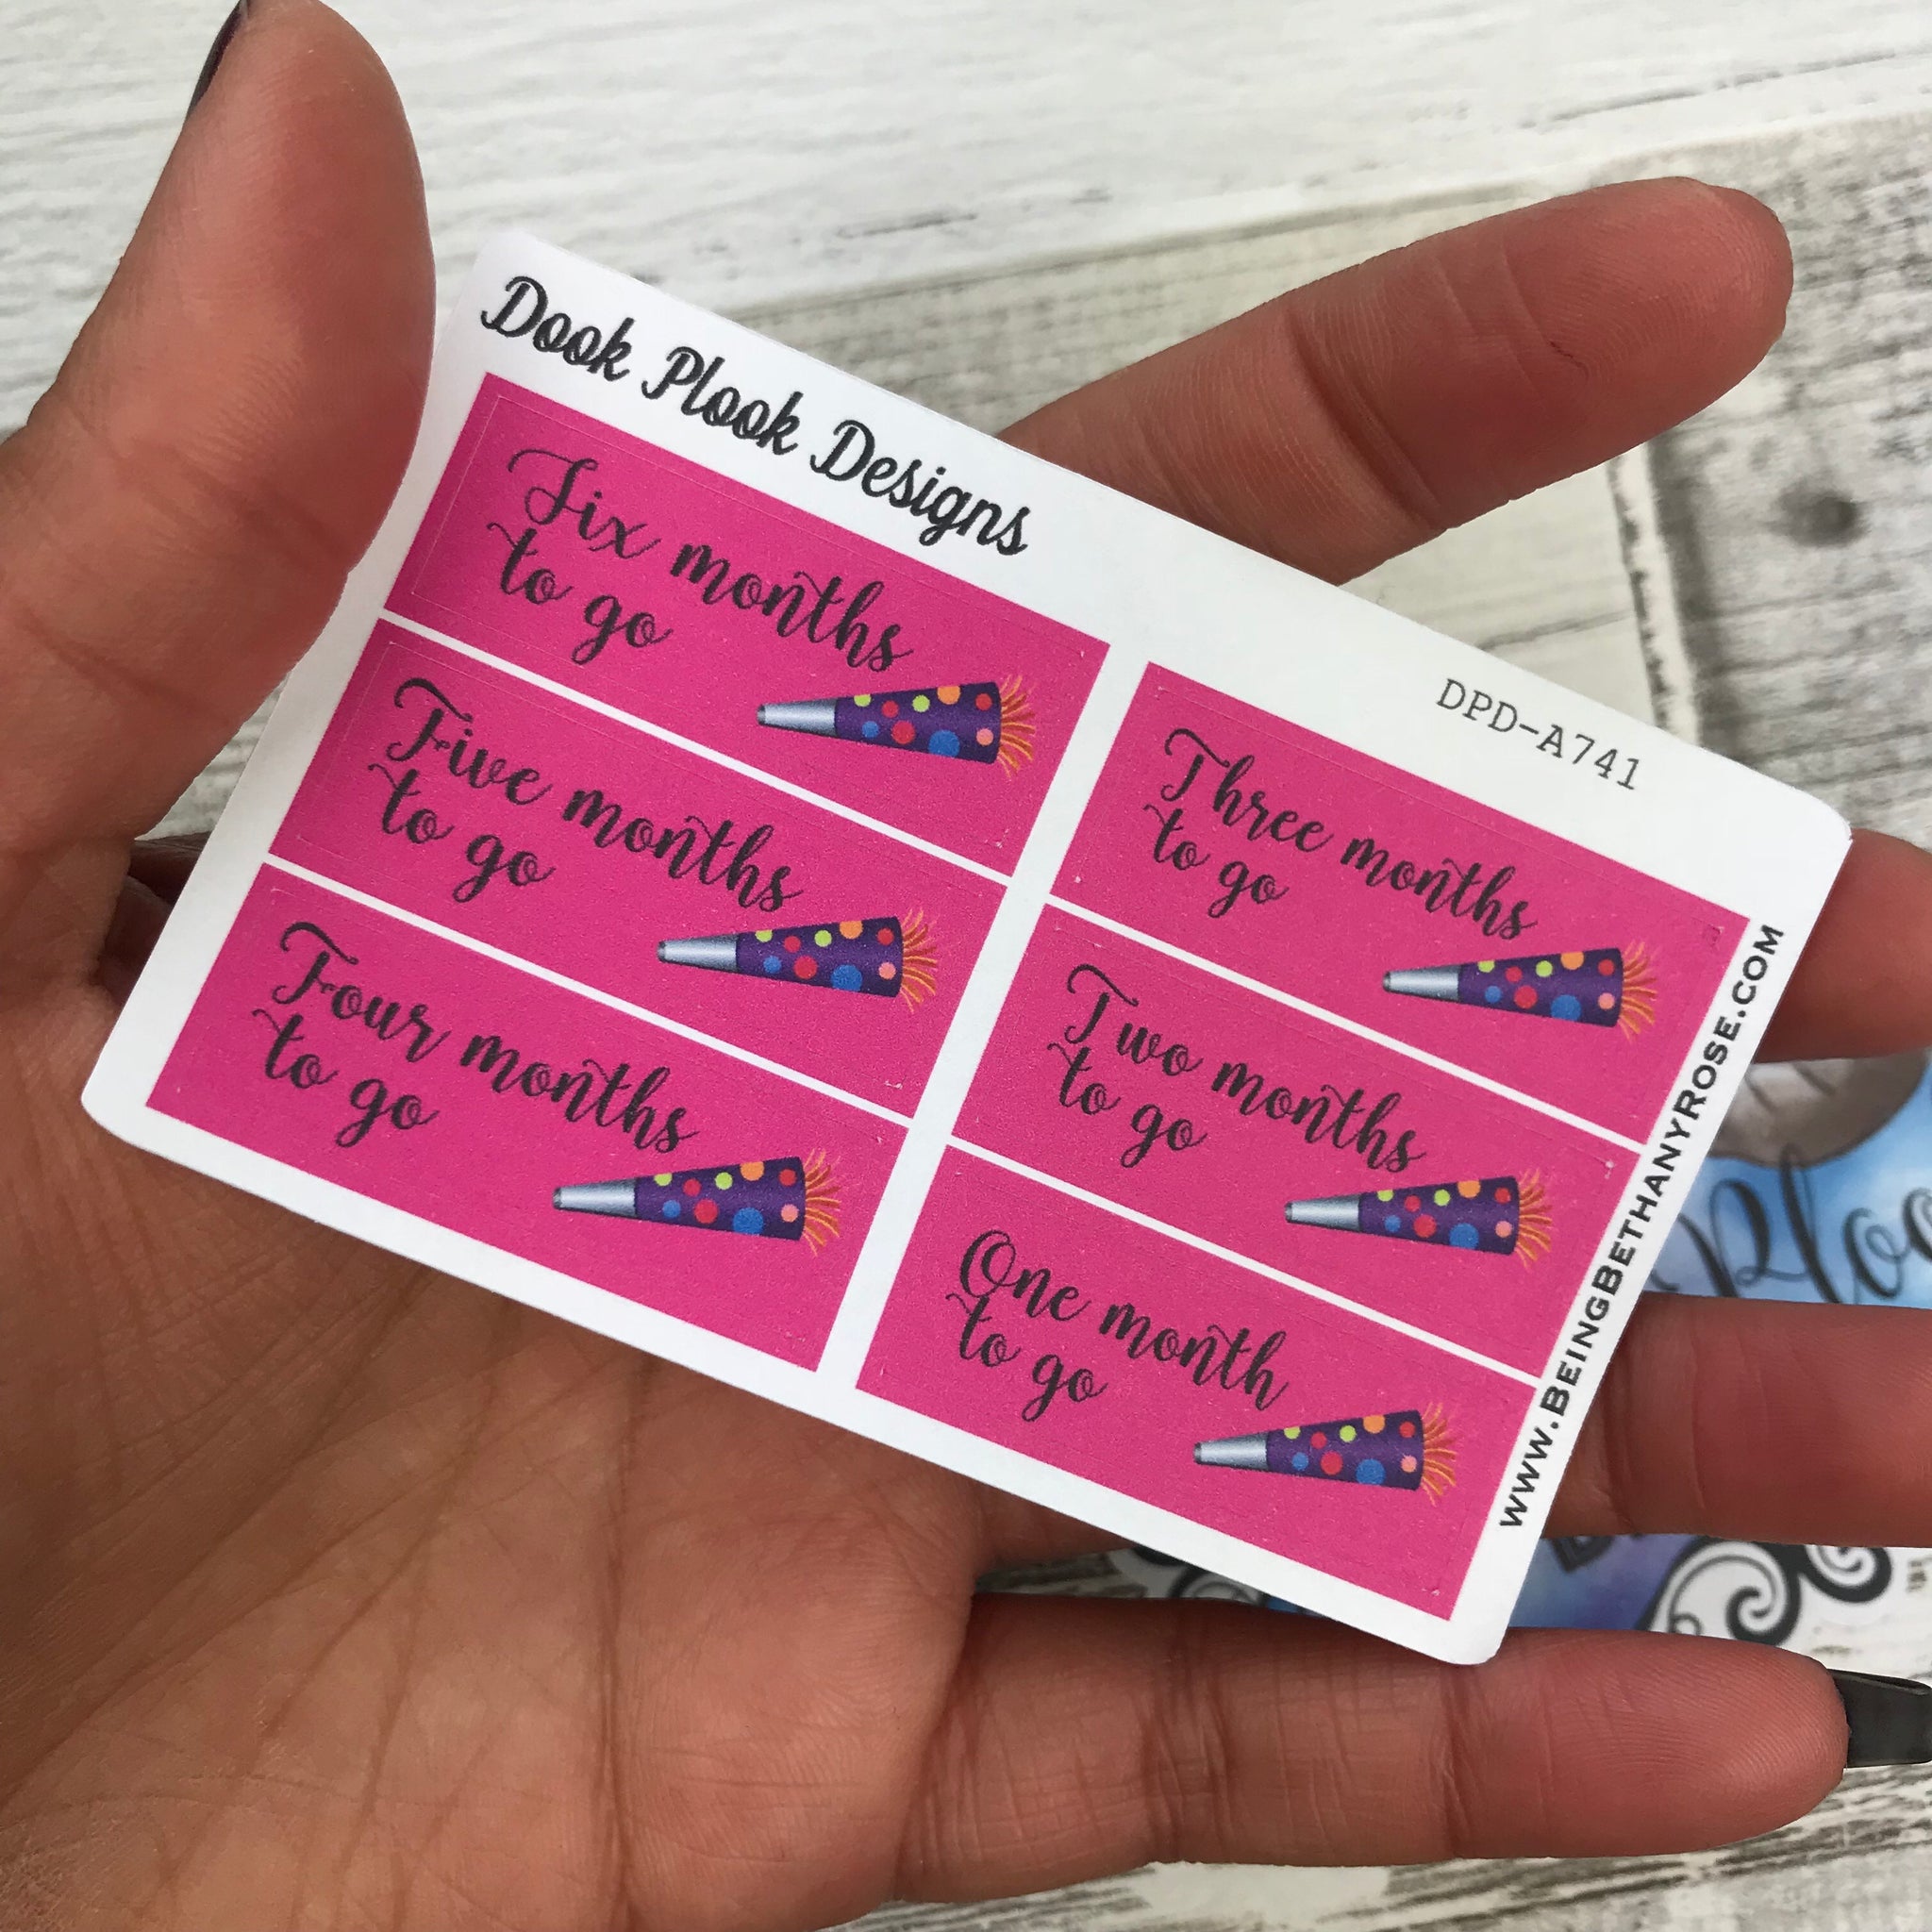 Dook Plook Designs
DPD-A741
Six months
to go
Five months
to go
Four months
to go
Three months
to go
Two months
to go
One month
to go
www.BeingBethanyRose.com
Ploo